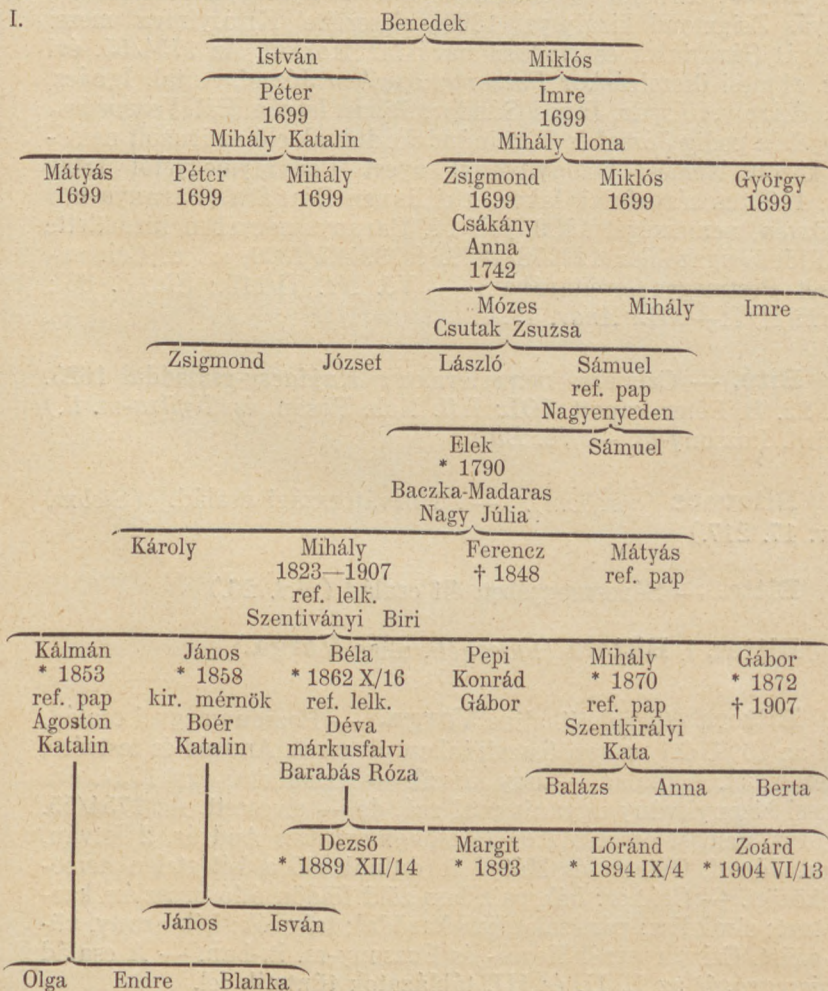 I.
Benedek
István Miklós
Péter Imre
1699 1699
Mihály Katalin Mihály Ilona
Mátyás Péter Mihály Zsigmond Miklós György
1699 1699 1699 1699 1699 1699
Csákány
Anna
1742
Mózes Mihály Imre
Csutak Zsuzsa
Zsigmond József László Sámuel
ref. pap
Nagyenyeden
Elek Sámuel
* 1790
Baczka-Madaras
Nagy Júlia
Károly Mihály Ferencz Mátyás
1823—1907 † 1848 ref. pap
ref. lelk.
Szentiványi Biri
Kálmán János Béla Pepi Mihály Gábor
* 1853 * 1858 * 1862 X/16 Konrád * 1870 * 1872
ref. pap kir. mérnök ref. lelk. Gábor ref. pap † 1907
Ágoston Boér Déva Szentkirályi
Katalin Katalin márkusfalvi Kata
Barabás Róza
Balázs Anna Berta
Dezső Margit Lóránd Zoárd
* 1889 XII/14 * 1893 * 1894 IX/4 * 1904 VI/13
János Isván
Olga Endre Blanka